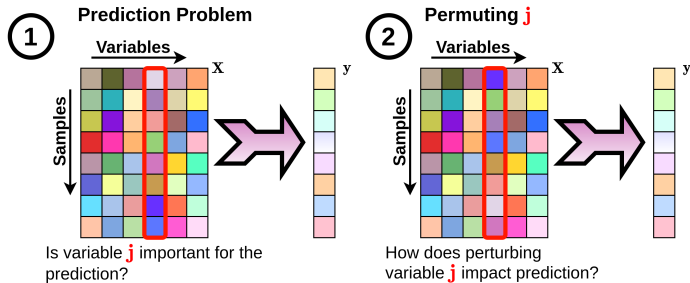 1
Prediction Problem
Variables
X
y
Samples
Is variable j important for the
prediction?
2
Permuting j
Variables
X
y
Samples
How does perturbing
variable j impact prediction?